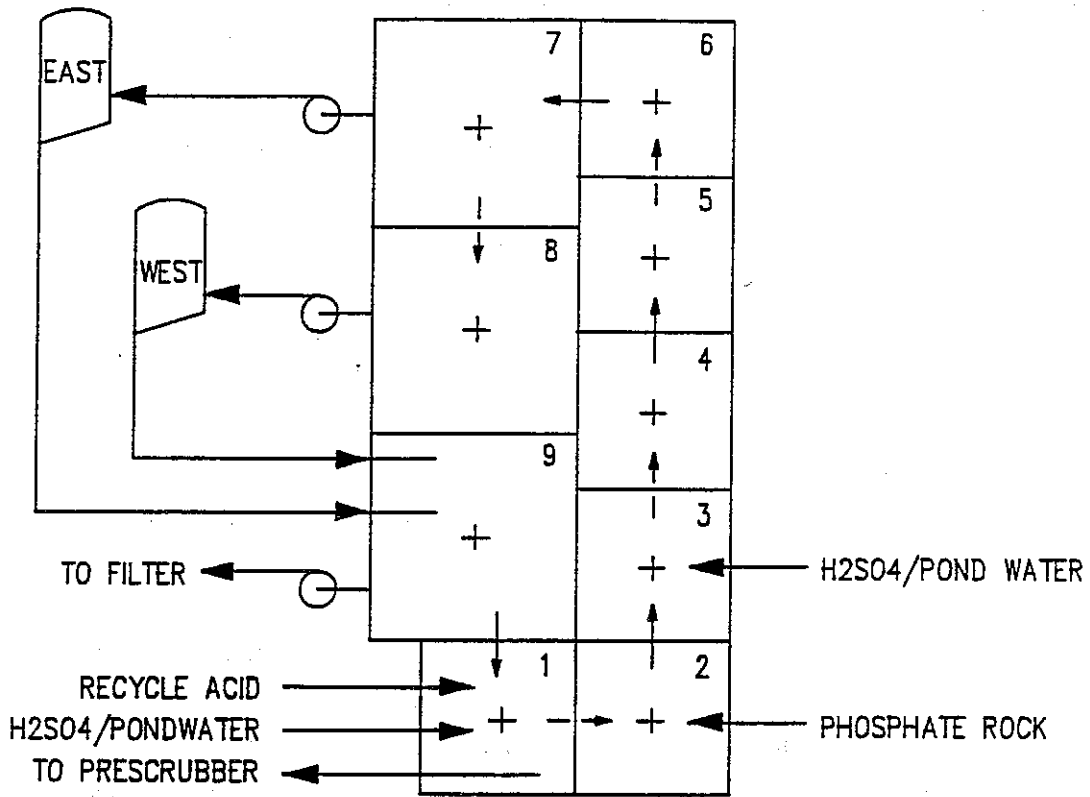 7
6
EAST
5
8
WEST
4
9
3
TO FILTER
H2SO4/POND WATER
1
2
RECYCLE ACID
H2SO4/PONDWATER
PHOSPHATE ROCK
TO PRESCRUBBER